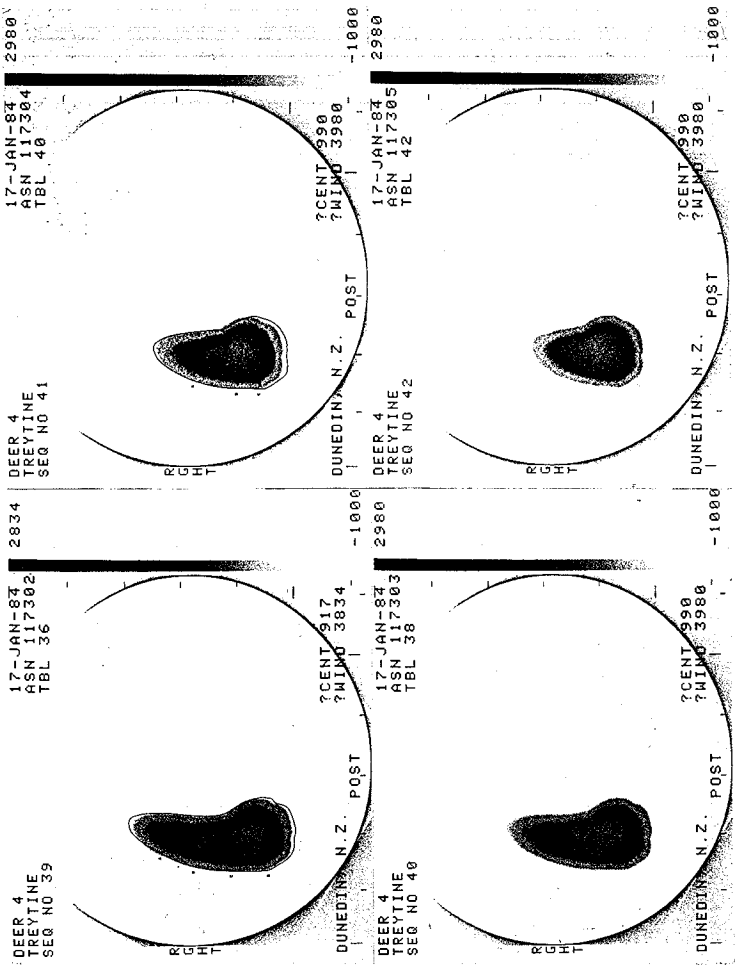 DEER 4
TREYTINE
SEQ NO 39
17-JAN-84
ASN 117302
TBL 36
2834
-1000
RGHT
?CENT 917
?WIND 3834
DUNEDIN, N.Z.
POST
DEER 4
TREYTINE
SEQ NO 40
17-JAN-84
ASN 117303
TBL 38
2980
-1000
RGHT
?CENT 990
?WIND 3980
DUNEDIN, N.Z.
POST
DEER 4
TREYTINE
SEQ NO 41
17-JAN-84
ASN 117304
TBL 40
2980
-1000
RGHT
?CENT 990
?WIND 3980
DUNEDIN, N.Z.
POST
DEER 4
TREYTINE
SEQ NO 42
17-JAN-84
ASN 117305
TBL 42
2980
-1000
RGHT
?CENT 990
?WIND 3980
DUNEDIN, N.Z.
POST